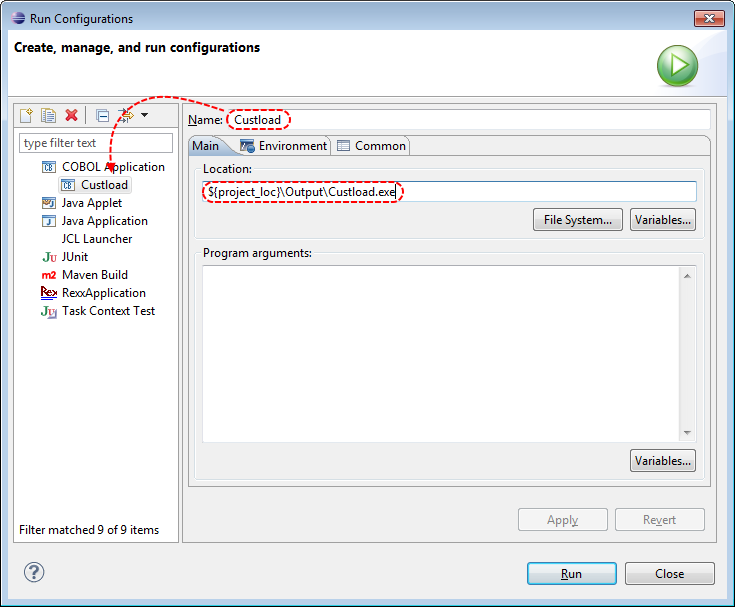 Run Configurations
Create, manage, and run configurations
type filter text
COBOL Application
Custload
Java Applet
Java Application
JCL Launcher
JUnit
Maven Build
RexxApplication
Task Context Test
Filter matched 9 of 9 items
Name: Custload
Main Environment Common
Location:
${project_loc}\Output\Custload.exe
File System... Variables...
Program arguments:
Variables...
Apply Revert
? Run Close